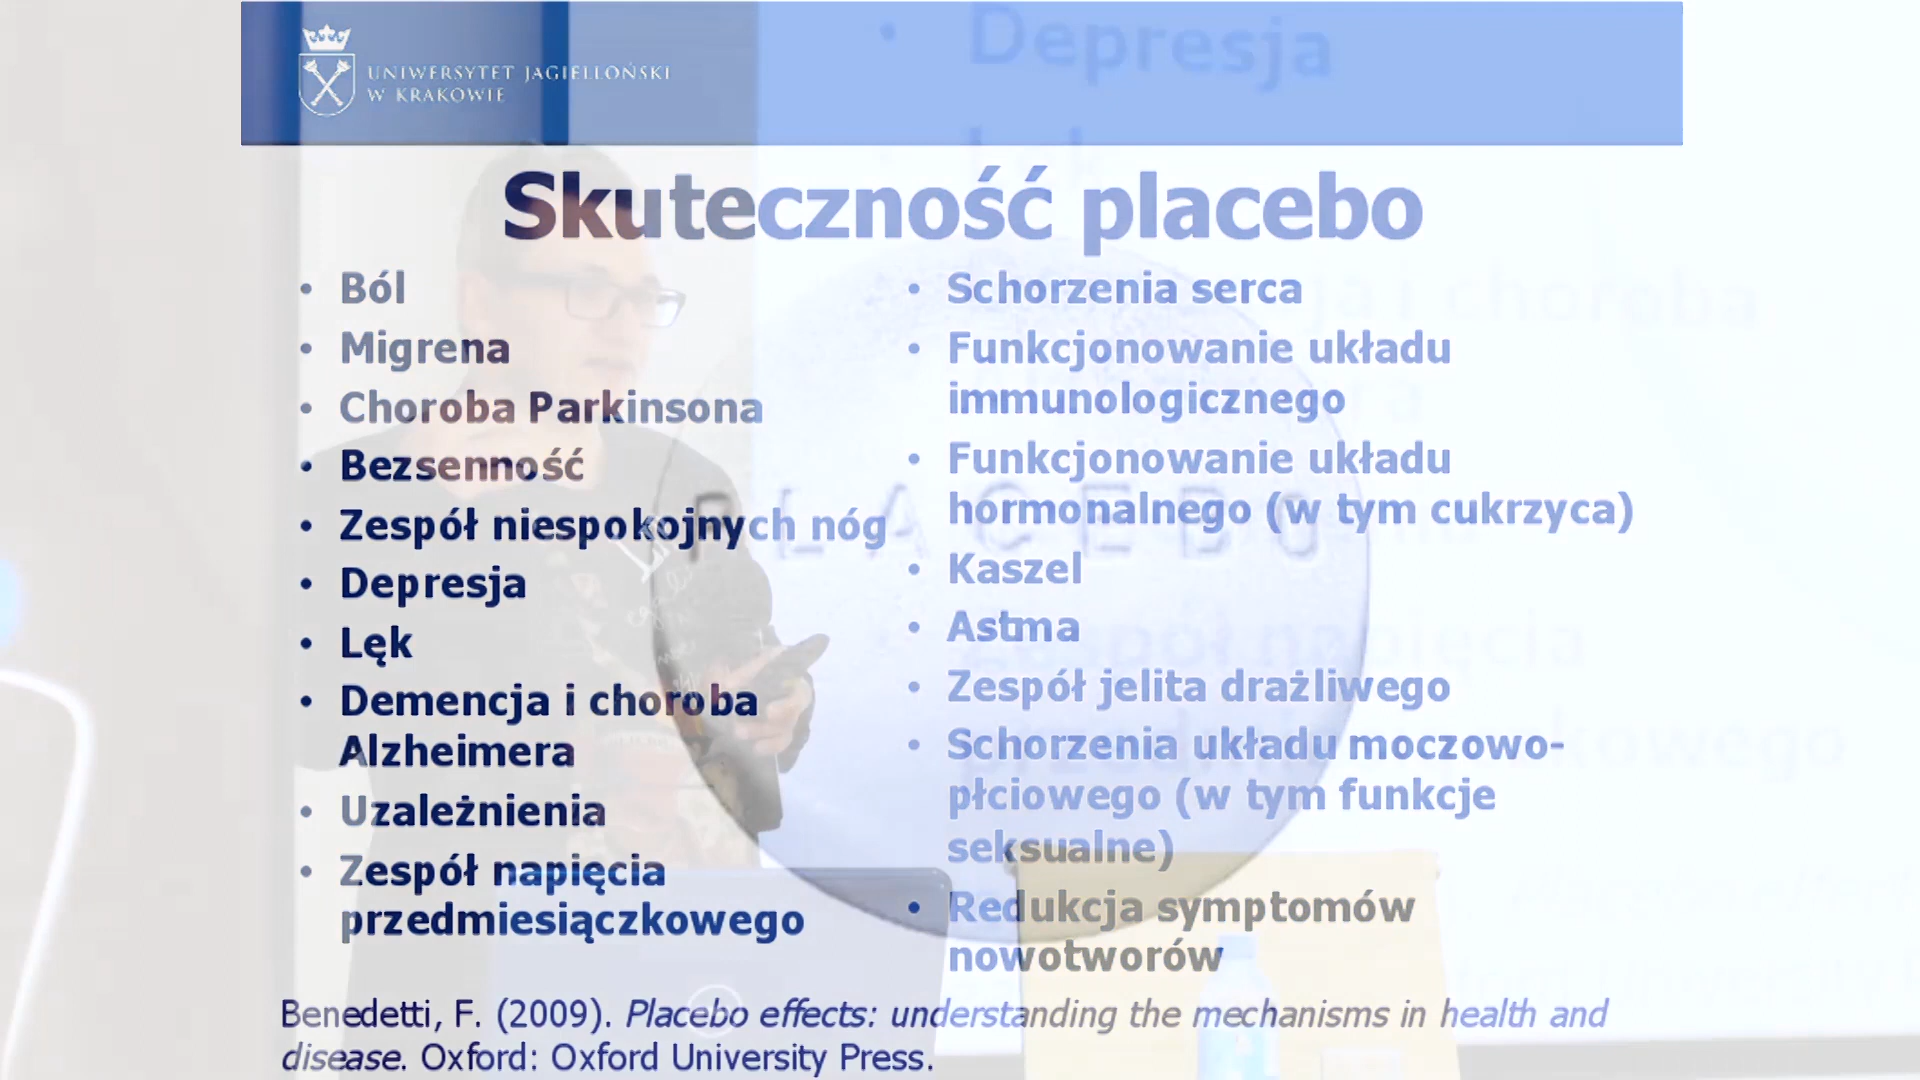 UNIWERSYTET JAGIELLOŃSKI
W KRAKOWIE
Depresja
Skuteczność placebo
• Ból
• Migrena
• Choroba Parkinsona
• Bezsenność
• Zespół niespokojnych nóg
• Depresja
• Lęk
• Demencja i choroba
Alzheimera
• Uzależnienia
• Zespół napięcia
przedmiesiączkowego
• Schorzenia serca
• Funkcjonowanie układu
immunologicznego
• Funkcjonowanie układu
hormonalnego (w tym cukrzyca)
• Kaszel
• Astma
• Zespół jelita drażliwego
• Schorzenia układu moczowo-
płciowego (w tym funkcje
seksualne)
• Redukcja symptomów
nowotworów
PLACEBO
i choroba
napięcia
Benedetti, F. (2009). Placebo effects: understanding the mechanisms in health and
disease. Oxford: Oxford University Press.